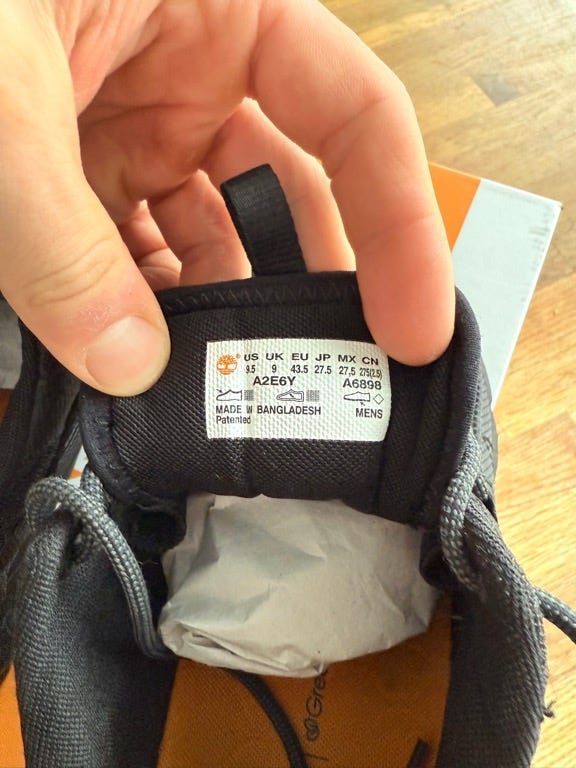 US UK EU JP MX CN
9.5 9 43.5 27.5 27,5 275(2.5)
A2E6Y A6898
MADE IN BANGLADESH MENS
Patented
Gree